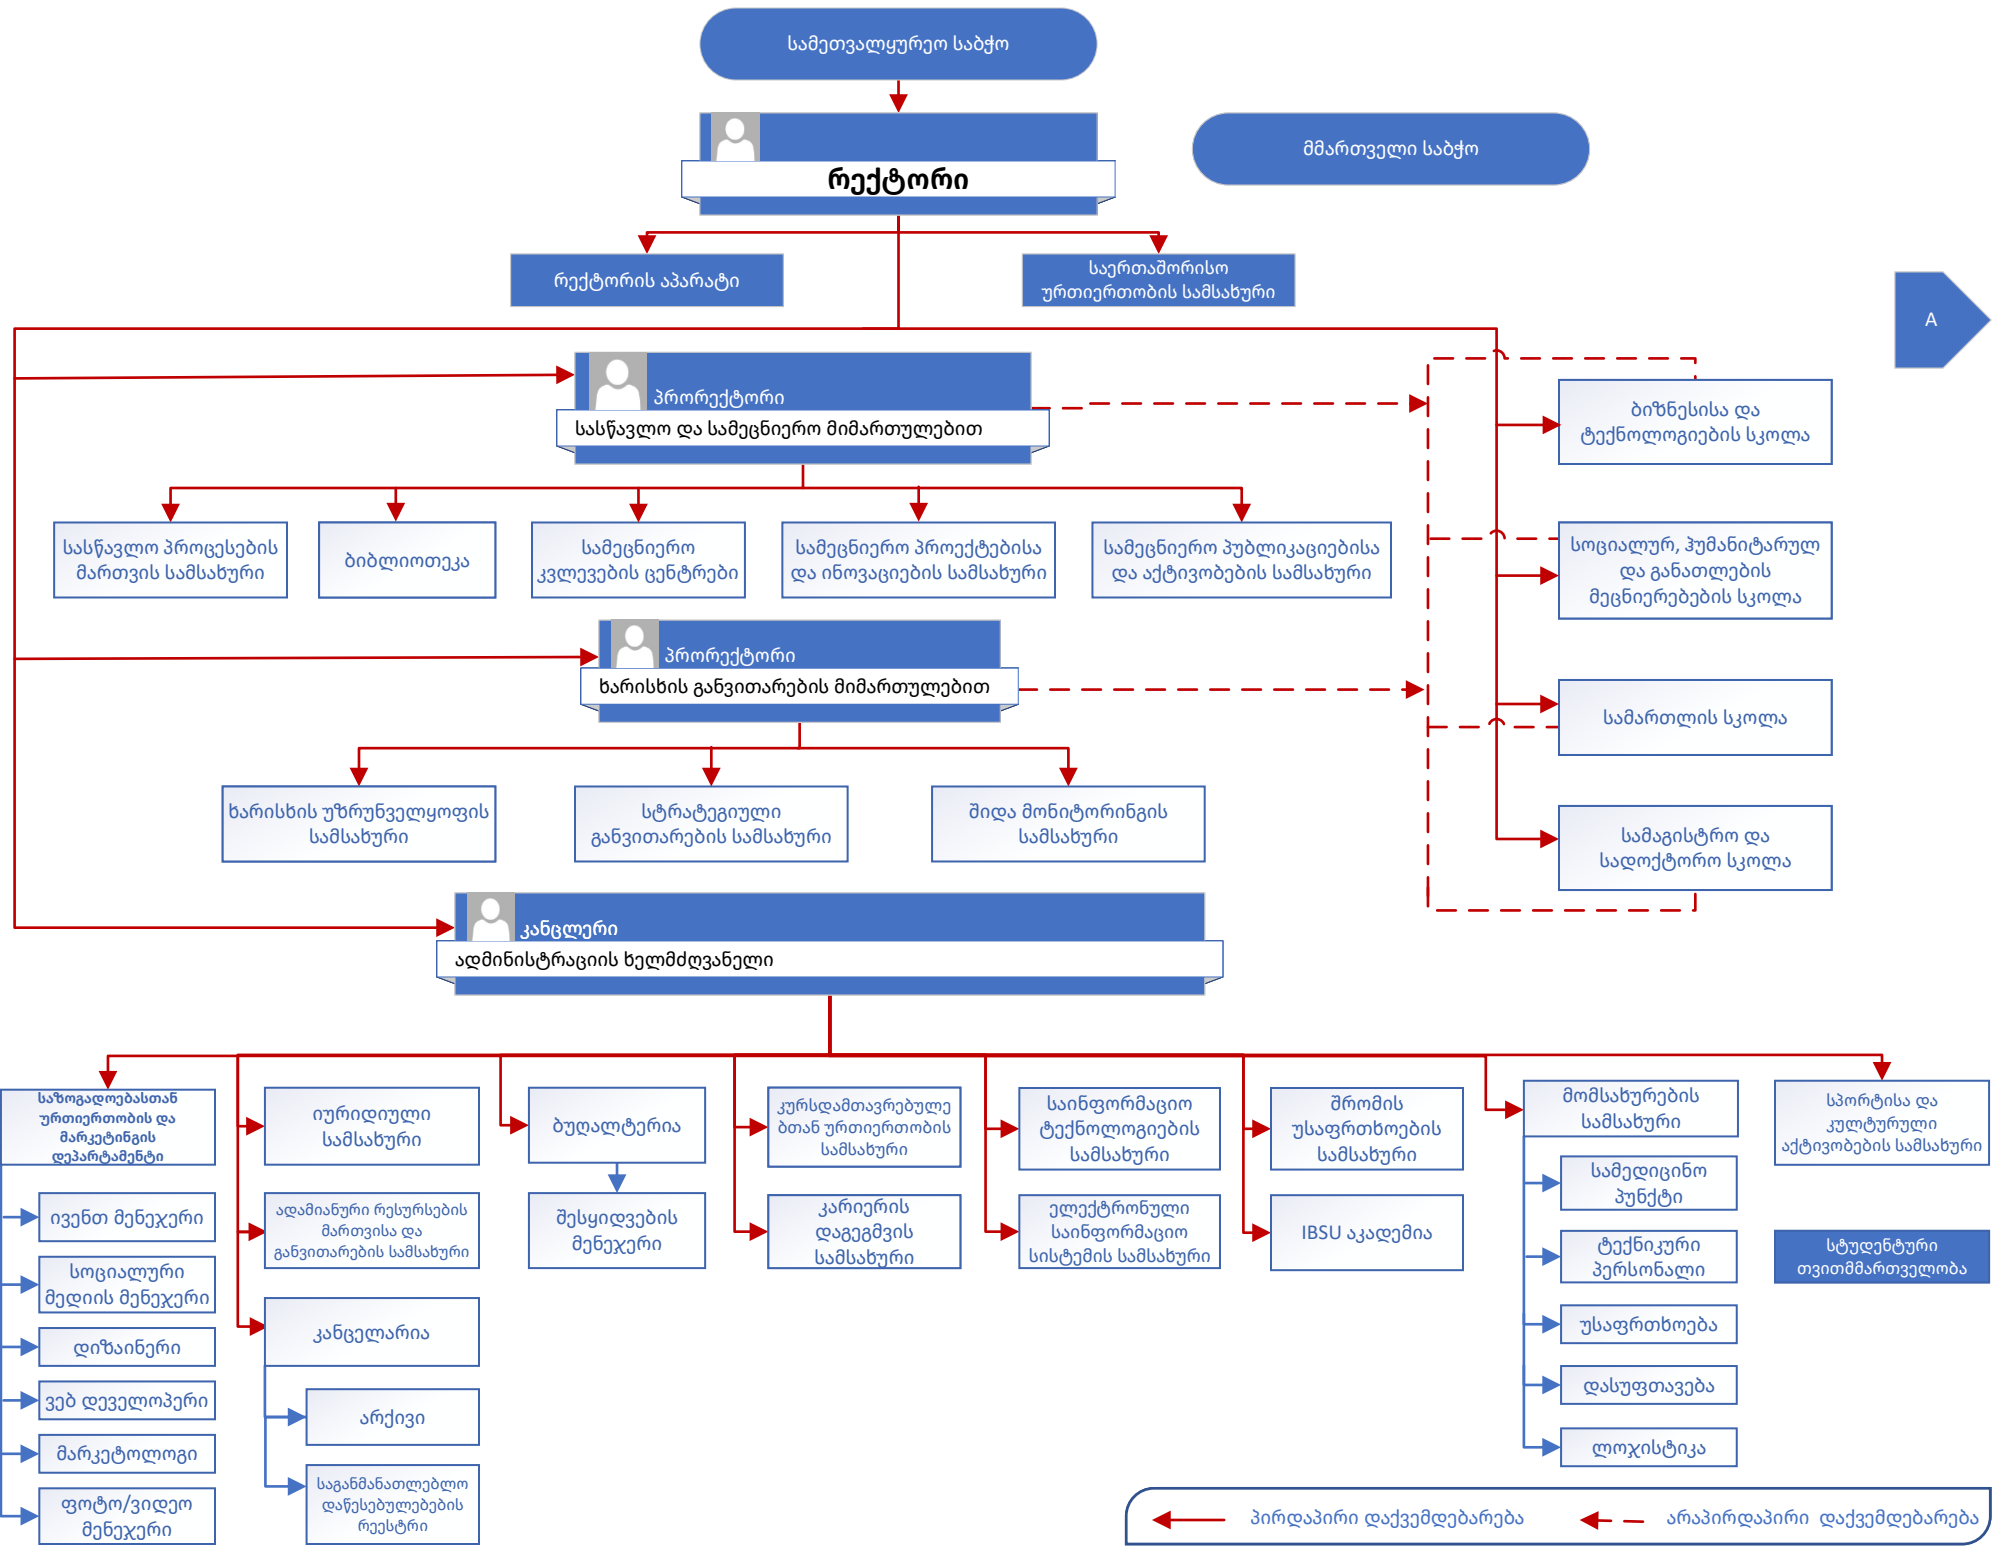 სამეთვალყურეო საბჭო
რექტორი
მმართველი საბჭო
რექტორის აპარატი
საერთაშორისო
ურთიერთობის სამსახური
A
პრორექტორი
სასწავლო და სამეცნიერო მიმართულებით
ბიზნესისა და
ტექნოლოგიების სკოლა
სასწავლო პროცესების
მართვის სამსახური
ბიბლიოთეკა
სამეცნიერო
კვლევების ცენტრები
სამეცნიერო პროექტებისა
და ინოვაციების სამსახური
სამეცნიერო პუბლიკაციებისა
და აქტივობების სამსახური
სოციალურ, ჰუმანიტარულ
და განათლების
მეცნიერებების სკოლა
პრორექტორი
ხარისხის განვითარების მიმართულებით
სამართლის სკოლა
ხარისხის უზრუნველყოფის
სამსახური
სტრატეგიული
განვითარების სამსახური
შიდა მონიტორინგის
სამსახური
სამაგისტრო და
სადოქტორო სკოლა
კანცლერი
ადმინისტრაციის ხელმძღვანელი
საზოგადოებასთან
ურთიერთობის და
მარკეტინგის
დეპარტამენტი
ივენთ მენეჯერი
სოციალური
მედიის მენეჯერი
დიზაინერი
ვებ დეველოპერი
მარკეტოლოგი
ფოტო/ვიდეო
მენეჯერი
იურიდიული
სამსახური
ადამიანური რესურსების
მართვისა და
განვითარების სამსახური
კანცელარია
არქივი
საგანმანათლებლო
დაწესებულებების
რეესტრი
ბუღალტერია
შესყიდვების
მენეჯერი
კურსდამთავრებულე
ბთან ურთიერთობის
სამსახური
კარიერის
დაგეგმვის
სამსახური
საინფორმაციო
ტექნოლოგიების
სამსახური
ელექტრონული
საინფორმაციო
სისტემის სამსახური
შრომის
უსაფრთხოების
სამსახური
IBSU აკადემია
მომსახურების
სამსახური
სამედიცინო
პუნქტი
ტექნიკური
პერსონალი
უსაფრთხოება
დასუფთავება
ლოჯისტიკა
სპორტისა და
კულტურული
აქტივობების სამსახური
სტუდენტური
თვითმმართველობა
პირდაპირი დაქვემდებარება
არაპირდაპირი დაქვემდებარება